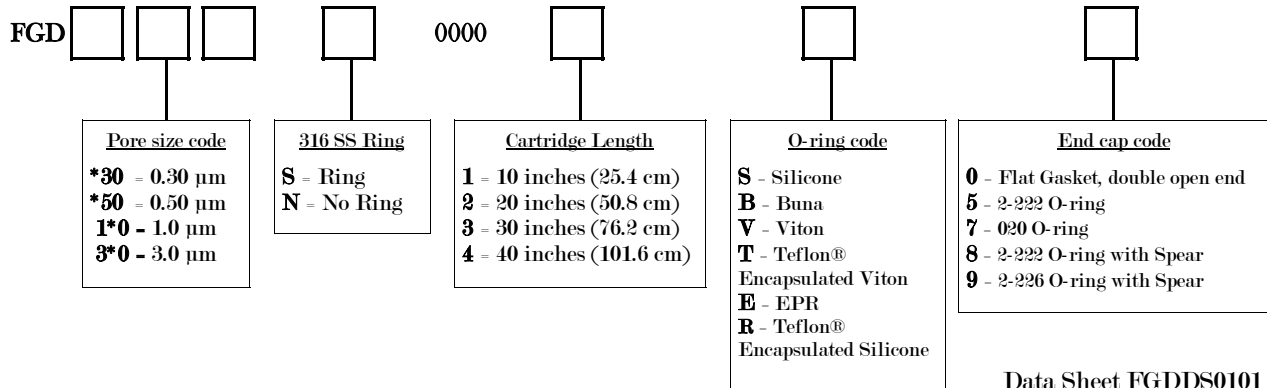 FGD 0000
Pore size code
*30 = 0.30 µm
*50 = 0.50 µm
1*0 - 1.0 µm
3*0 - 3.0 µm
316 SS Ring
S = Ring
N = No Ring
Cartridge Length
1 = 10 inches (25.4 cm)
2 = 20 inches (50.8 cm)
3 = 30 inches (76.2 cm)
4 = 40 inches (101.6 cm)
O-ring code
S - Silicone
B - Buna
V - Viton
T - Teflon®
Encapsulated Viton
E - EPR
R - Teflon®
Encapsulated Silicone
End cap code
0 - Flat Gasket, double open end
5 - 2-222 O-ring
7 - 020 O-ring
8 - 2-222 O-ring with Spear
9 - 2-226 O-ring with Spear
Data Sheet FGDDS0101